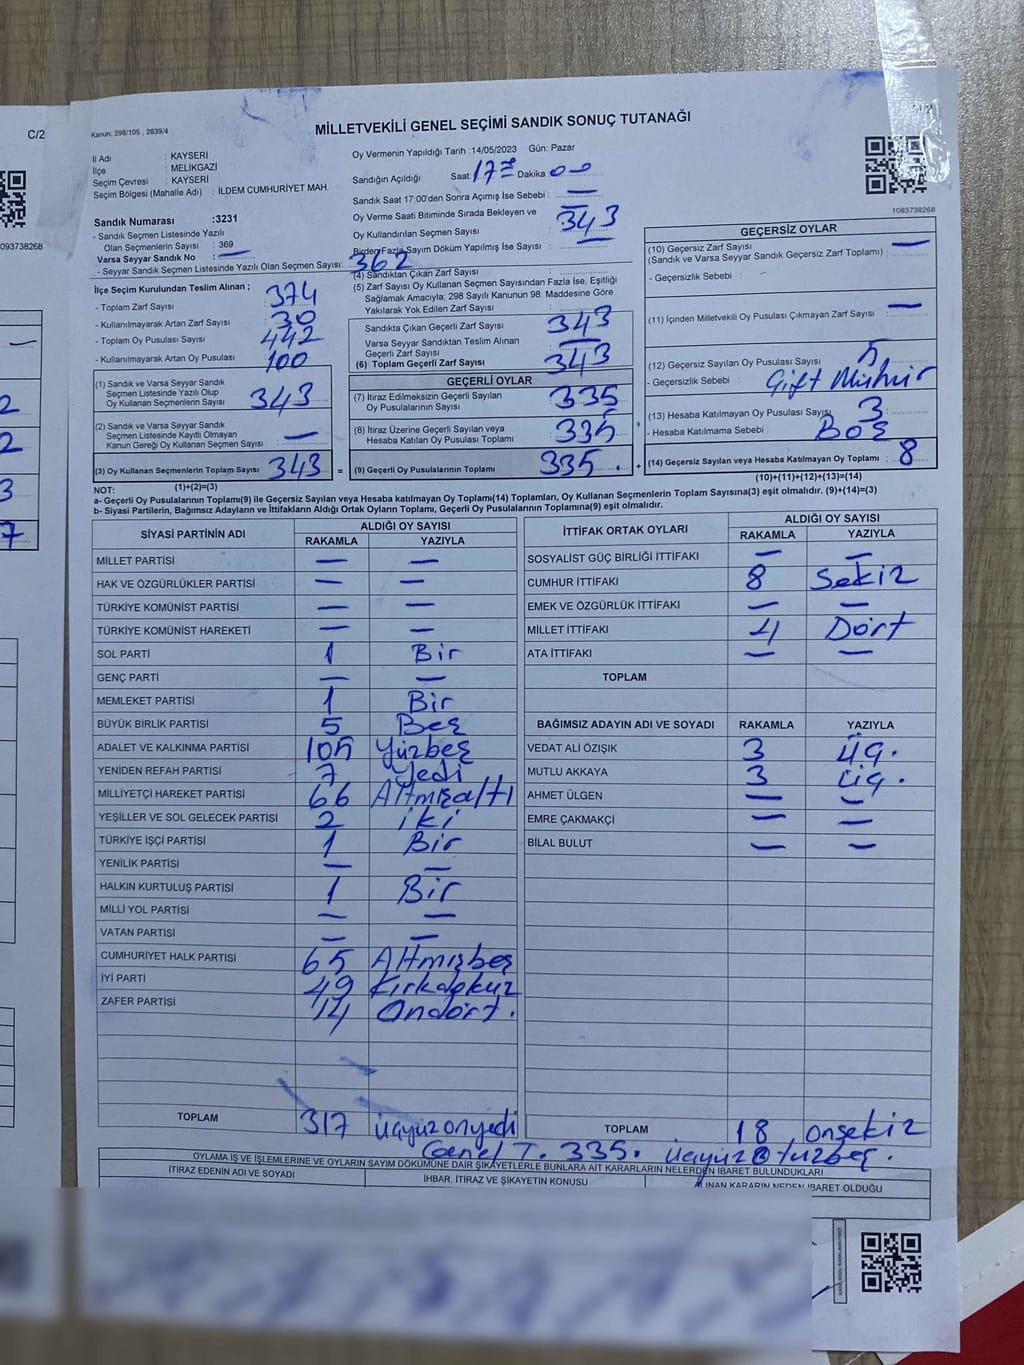 C/2
Kanun, 298/105 , 2839/4
MİLLETVEKİLİ GENEL SEÇİMİ SANDIK SONUÇ TUTANAĞI
İl Adı : KAYSERİ
İlçe : MELİKGAZİ
Seçim Çevresi : KAYSERİ
Seçim Bölgesi (Mahalle Adı) : İLDEM CUMHURİYET MAH.
Sandık Numarası :3231
- Sandık Seçmen Listesinde Yazılı
Olan Seçmenlerin Sayısı : 369
Varsa Seyyar Sandık No : —
- Seyyar Sandık Seçmen Listesinde Yazılı Olan Seçmen Sayısı: 362
Oy Vermenin Yapıldığı Tarih :14/05/2023 Gün: Pazar
Sandığın Açıldığı Saat: 17 Dakika 00
Sandık Saat 17:00'den Sonra Açımış İse Sebebi : —
Oy Verme Saati Bitiminde Sırada Bekleyen ve —
Oy Kullandırılan Seçmen Sayısı : 343
Birden Fazla Sayım Döküm Yapılmış İse Sayısı : —
(4) Sandıktan Çıkan Zarf Sayısı :
(5) Zarf Sayısı Oy Kullanan Seçmen Sayısından Fazla İse, Eşitliği
Sağlamak Amacıyla; 298 Sayılı Kanunun 98. Maddesine Göre
Yakılarak Yok Edilen Zarf Sayısı :
1093738268
1083738268
İlçe Seçim Kurulundan Teslim Alınan ;
- Toplam Zarf Sayısı : 374
- Kullanılmayarak Artan Zarf Sayısı : 30
- Toplam Oy Pusulası Sayısı : 442
- Kullanılmayarak Artan Oy Pusulası : 100
Sandıkta Çıkan Geçerli Zarf Sayısı : 343
Varsa Seyyar Sandıktan Teslim Alınan
Geçerli Zarf Sayısı : —
(6) Toplam Geçerli Zarf Sayısı : 343
(1) Sandık ve Varsa Seyyar Sandık
Seçmen Listesinde Yazılı Olup
Oy Kullanan Seçmenlerin Sayısı : 343
(2) Sandık ve Varsa Seyyar Sandık
Seçmen Listesinde Kayıtlı Olmayan
Kanun Gereği Oy Kullanan Seçmen Sayısı : —
(3) Oy Kullanan Seçmenlerin Toplam Sayısı : 343 =
(1)+(2)=(3)
GEÇERLİ OYLAR
(7) İtiraz Edilmeksizin Geçerli Sayılan
Oy Pusulalarının Sayısı : 335
(8) İtiraz Üzerine Geçerli Sayılan veya
Hesaba Katılan Oy Pusulası Toplamı : 335
(9) Geçerli Oy Pusulalarının Toplamı : 335 . +
GEÇERSİZ OYLAR
(10) Geçersiz Zarf Sayısı
(Sandık ve Varsa Seyyar Sandık Geçersiz Zarf Toplamı) : —
- Geçersizlik Sebebi :
(11) İçinden Milletvekili Oy Pusulası Çıkmayan Zarf Sayısı : —
(12) Geçersiz Sayılan Oy Pusulası Sayısı : 5
- Geçersizlik Sebebi : Çift Mühür
(13) Hesaba Katılmayan Oy Pusulası Sayısı : 3
- Hesaba Katılmama Sebebi : Boş
(14) Geçersiz Sayılan veya Hesaba Katılmayan Oy Toplamı : 8
(10)+(11)+(12)+(13)=(14)
NOT:
a- Geçerli Oy Pusulalarının Toplamı(9) ile Geçersiz Sayılan veya Hesaba katılmayan Oy Toplamı(14) Toplamları, Oy Kullanan Seçmenlerin Toplam Sayısına(3) eşit olmalıdır. (9)+(14)=(3)
b- Siyasi Partilerin, Bağımsız Adayların ve İttifakların Aldığı Ortak Oyların Toplamı, Geçerli Oy Pusulalarının Toplamına(9) eşit olmalıdır.
SİYASİ PARTİNİN ADI ALDIĞI OY SAYISI
RAKAMLA YAZIYLA
MİLLET PARTİSİ — —
HAK VE ÖZGÜRLÜKLER PARTİSİ — —
TÜRKİYE KOMÜNİST PARTİSİ — —
TÜRKİYE KOMÜNİST HAREKETİ — —
SOL PARTİ 1 Bir
GENÇ PARTİ — —
MEMLEKET PARTİSİ 1 Bir
BÜYÜK BİRLİK PARTİSİ 5 Beş
ADALET VE KALKINMA PARTİSİ 105 Yüzbeş
YENİDEN REFAH PARTİSİ 7 Yedi
MİLLİYETÇİ HAREKET PARTİSİ 66 Altmışaltı
YEŞİLLER VE SOL GELECEK PARTİSİ 2 iki
TÜRKİYE İŞÇİ PARTİSİ 1 Bir
YENİLİK PARTİSİ — —
HALKIN KURTULUŞ PARTİSİ 1 Bir
MİLLİ YOL PARTİSİ — —
VATAN PARTİSİ — —
CUMHURİYET HALK PARTİSİ 65 Altmışbeş
İYİ PARTİ 49 Kırkdokuz
ZAFER PARTİSİ 14 Ondört.
TOPLAM 317 üçyüzonyedi
İTTİFAK ORTAK OYLARI ALDIĞI OY SAYISI
RAKAMLA YAZIYLA
SOSYALİST GÜÇ BİRLİĞİ İTTİFAKI — —
CUMHUR İTTİFAKI 8 Sekiz
EMEK VE ÖZGÜRLÜK İTTİFAKI — —
MİLLET İTTİFAKI 4 Dört
ATA İTTİFAKI — —
TOPLAM
BAĞIMSIZ ADAYIN ADI VE SOYADI RAKAMLA YAZIYLA
VEDAT ALİ ÖZIŞIK 3 üç.
MUTLU AKKAYA 3 üç.
AHMET ÜLGEN — —
EMRE ÇAKMAKÇİ — —
BİLAL BULUT — —
TOPLAM 18 onsekiz
Genel T. 335.
OYLAMA İŞ VE İŞLEMLERİNE VE OYLARIN SAYIM DÖKÜMÜNE DAİR ŞİKAYETLERLE BUNLARA AİT KARARLARIN NELERDEN İBARET BULUNDUKLARI
İTİRAZ EDENİN ADI VE SOYADI
İHBAR, İTİRAZ VE ŞİKAYETİN KONUSU
ALINAN KARARIN NEDEN İBARET OLDUĞU